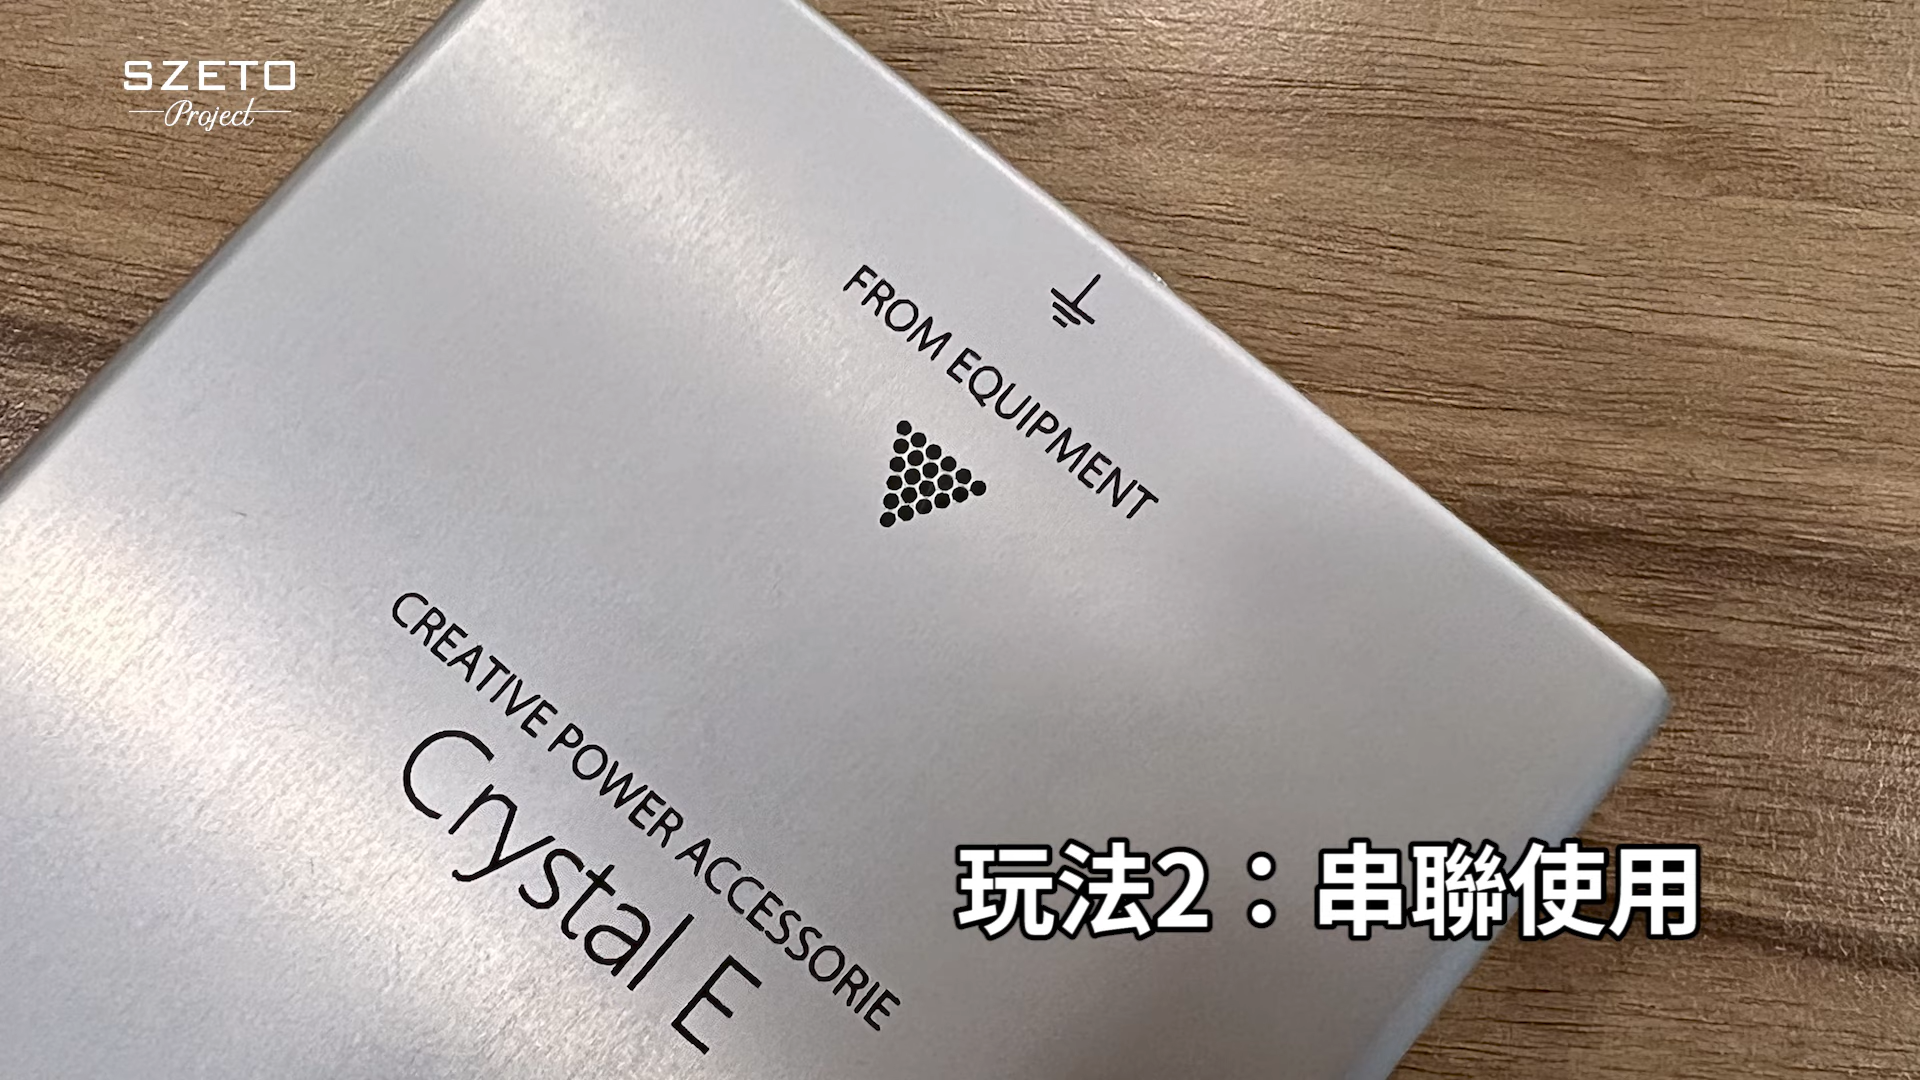 SZETO
Project
FROM EQUIPMENT
CREATIVE POWER ACCESSORIE
Crystal E
玩法2：串聯使用